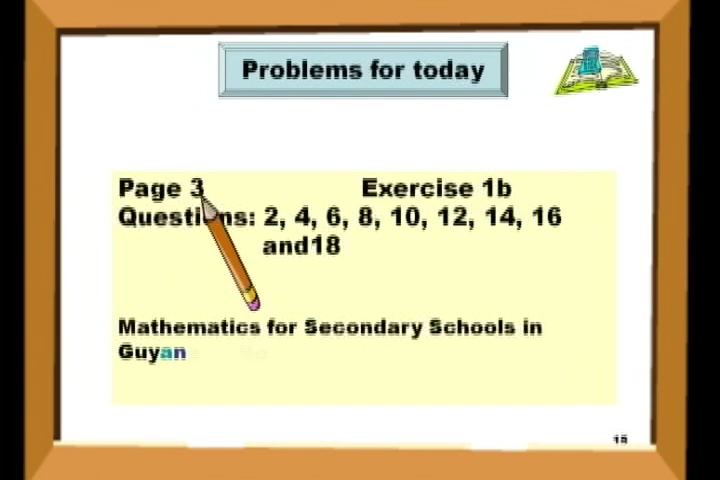 Problems for today
Page 3 Exercise 1b
Questions: 2, 4, 6, 8, 10, 12, 14, 16
and18
Mathematics for Secondary Schools in
Guyan
15